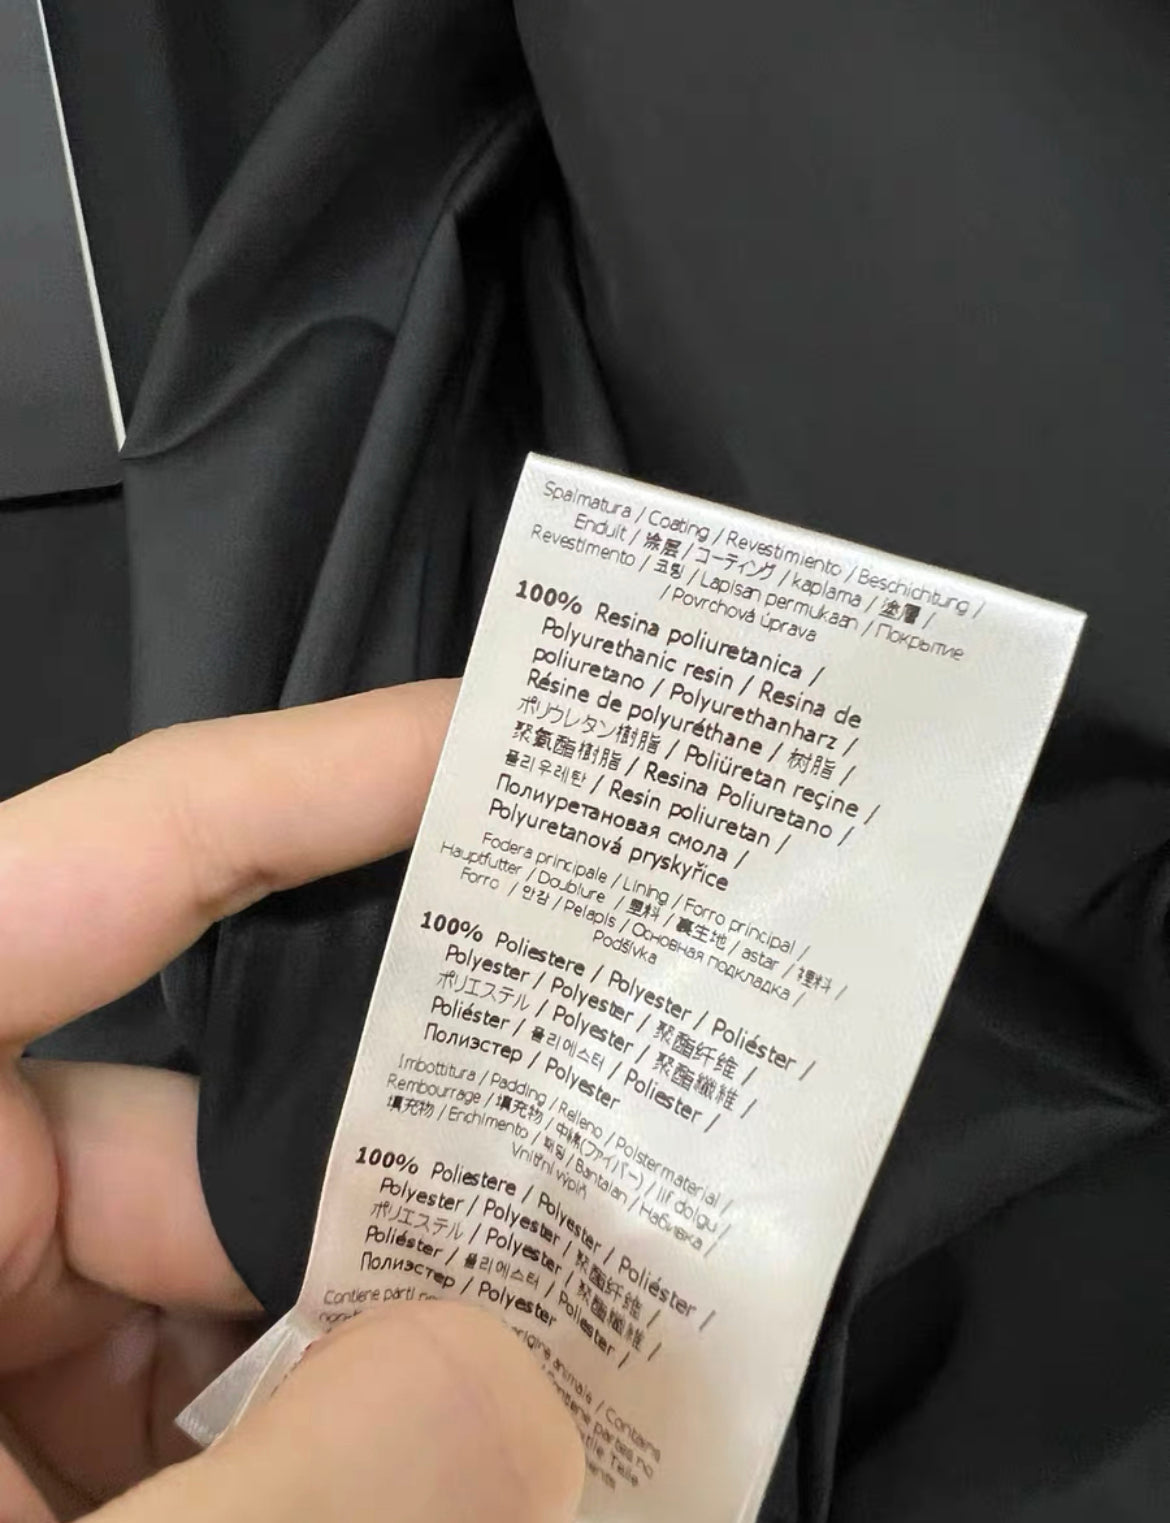 Spalmatura / Coating / Revestimiento / Beschichtung /
Enduit / 涂层 / コーティング / kaplama / 塗層 /
Revestimento / 코팅 / Lapisan permukaan / Покрытие
/ Povrchová úprava
100% Resina poliuretanica /
Polyurethanic resin / Resina de
poliuretano / Polyurethanharz /
Résine de polyuréthane / 树脂 /
ポリウレタン樹脂 / Poliüretan reçine /
聚氨酯樹脂 / Resina Poliuretano /
폴리우레탄 / Resin poliuretan /
Полиуретановая смола /
Polyuretanová pryskyřice
Fodera principale / Lining / Forro principal /
Hauptfutter / Doublure / 里料 / 裏生地 / astar / 裡料 /
Forro / 안감 / Pelapis / Основная подкладка /
Podšívka
100% Poliestere / Polyester / Poliéster /
Polyester / Polyester / 聚酯纤维 /
ポリエステル / Polyester / 聚酯纖維 /
Poliéster / 폴리에스터 / Poliester /
Полиэстер / Polyester
Imbottitura / Padding / Relleno / Polstermaterial /
Rembourrage / 填充物 / 中綿(ファイバー) / lif dolgu /
填充物 / Enchimento / 패딩 / Bantalan / Набивка /
Vnitřní výplň
100% Poliestere / Polyester / Poliéster /
Polyester / Polyester / 聚酯纤维 /
ポリエステル / Polyester / 聚酯纖維 /
Poliéster / 폴리에스터 / Poliester /
Полиэстер / Polyester
Contiene parti
origine animale / Contains
Contiene partes no